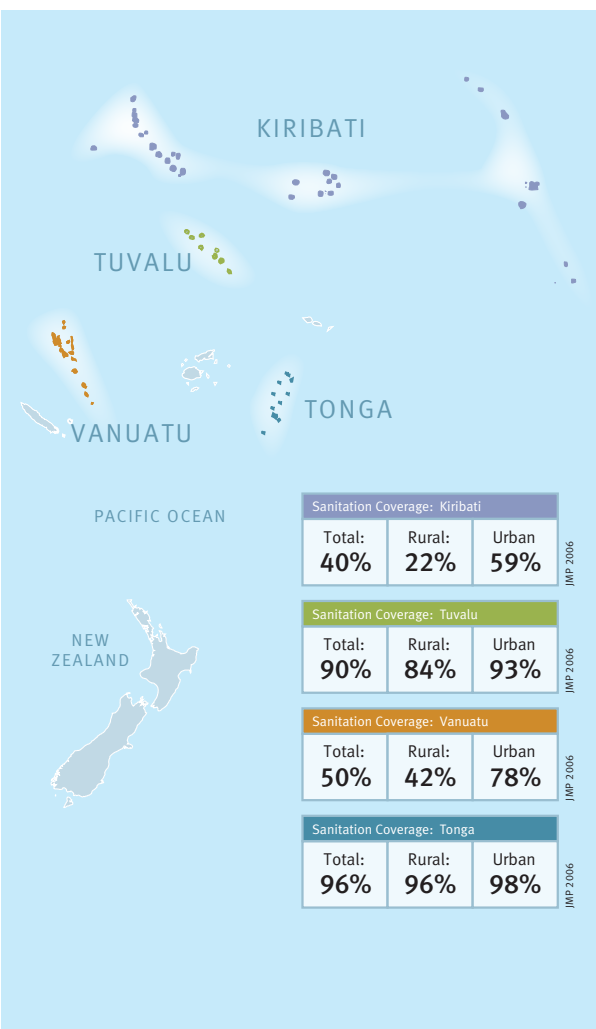 KIRIBATI
TUVALU
TONGA
VANUATU
PACIFIC OCEAN
NEW
ZEALAND
Sanitation Coverage: Kiribati
Total: Rural: Urban
40% 22% 59%
JMP 2006
Sanitation Coverage: Tuvalu
Total: Rural: Urban
90% 84% 93%
JMP 2006
Sanitation Coverage: Vanuatu
Total: Rural: Urban
50% 42% 78%
JMP 2006
Sanitation Coverage: Tonga
Total: Rural: Urban
96% 96% 98%
JMP 2006